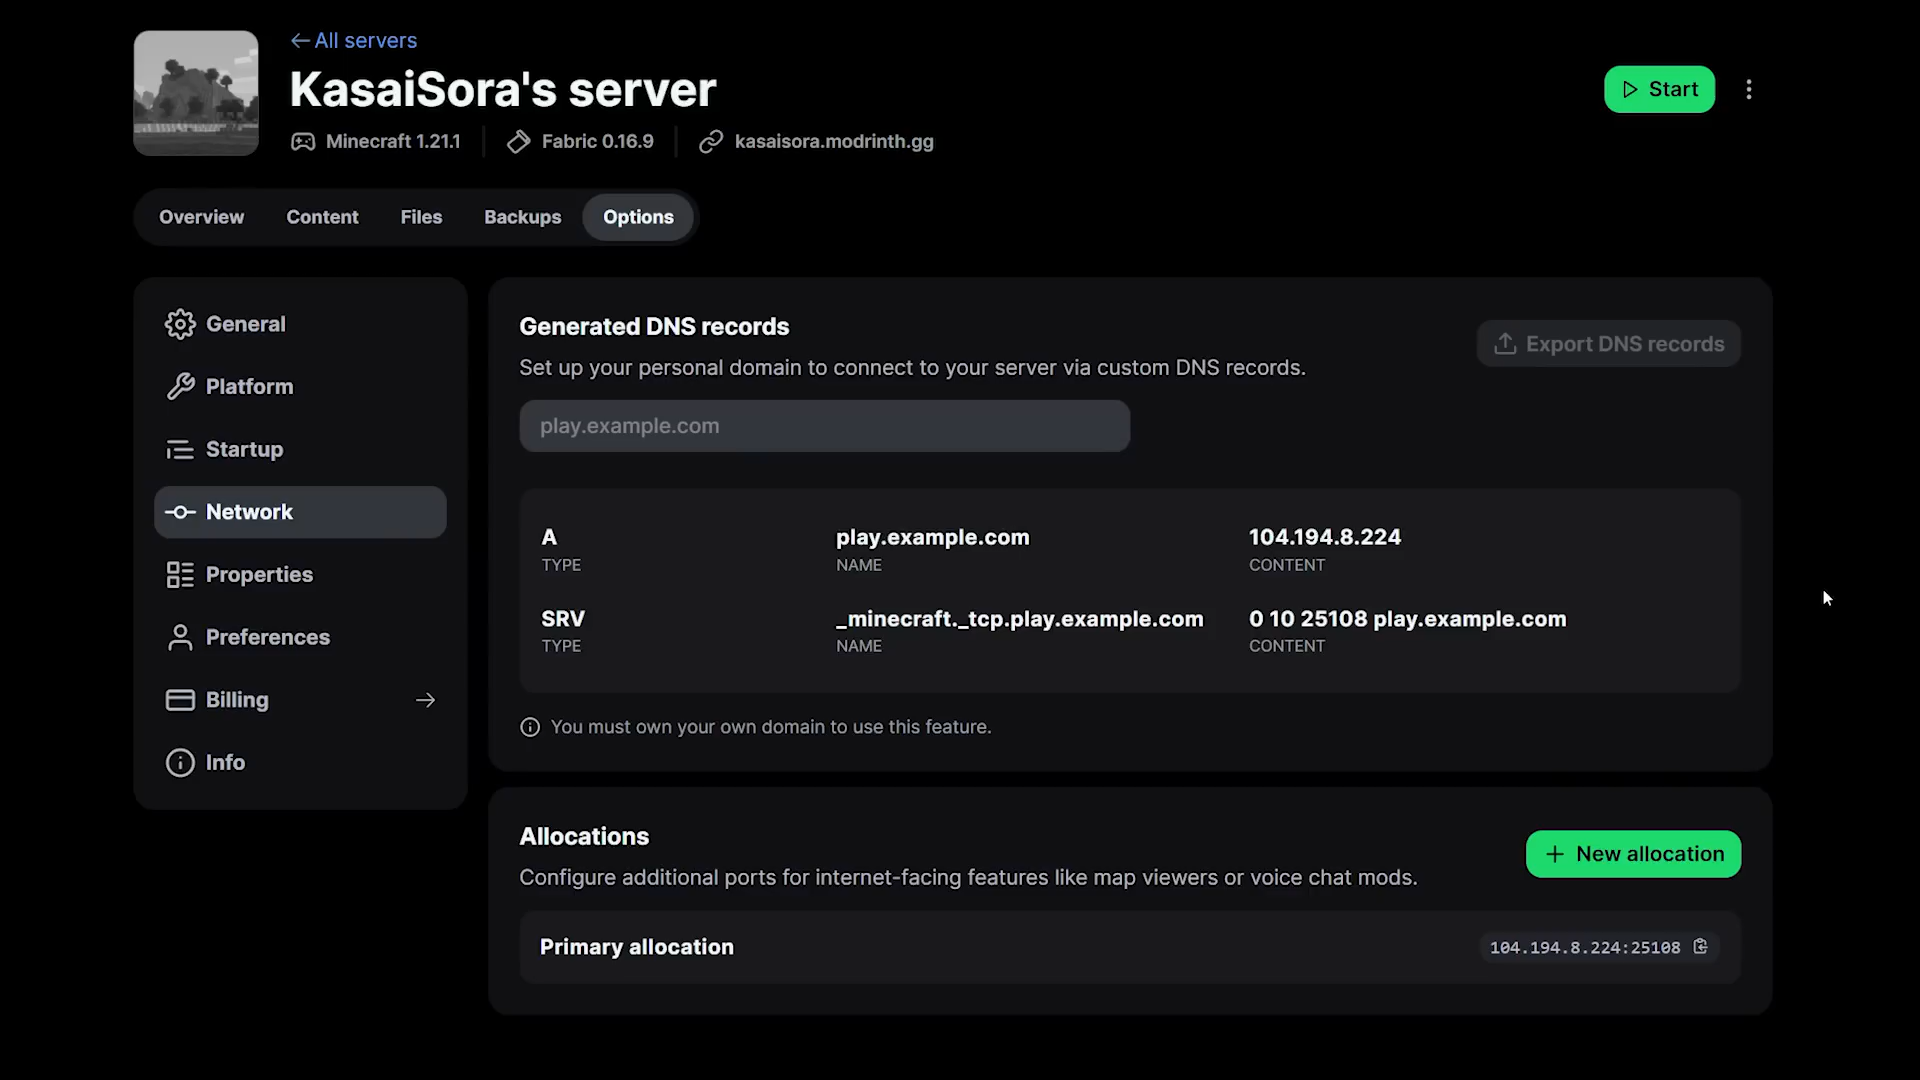 All servers
KasaiSora's server
Minecraft 1.21.1
Fabric 0.16.9
kasaisora.modrinth.gg
Start
Overview
Content
Files
Backups
Options
General
Platform
Startup
Network
Properties
Preferences
Billing
Info
Generated DNS records
Set up your personal domain to connect to your server via custom DNS records.
Export DNS records
play.example.com
A
play.example.com
104.194.8.224
TYPE
NAME
CONTENT
SRV
_minecraft._tcp.play.example.com
0 10 25108 play.example.com
TYPE
NAME
CONTENT
You must own your own domain to use this feature.
Allocations
Configure additional ports for internet-facing features like map viewers or voice chat mods.
New allocation
Primary allocation
104.194.8.224:25108